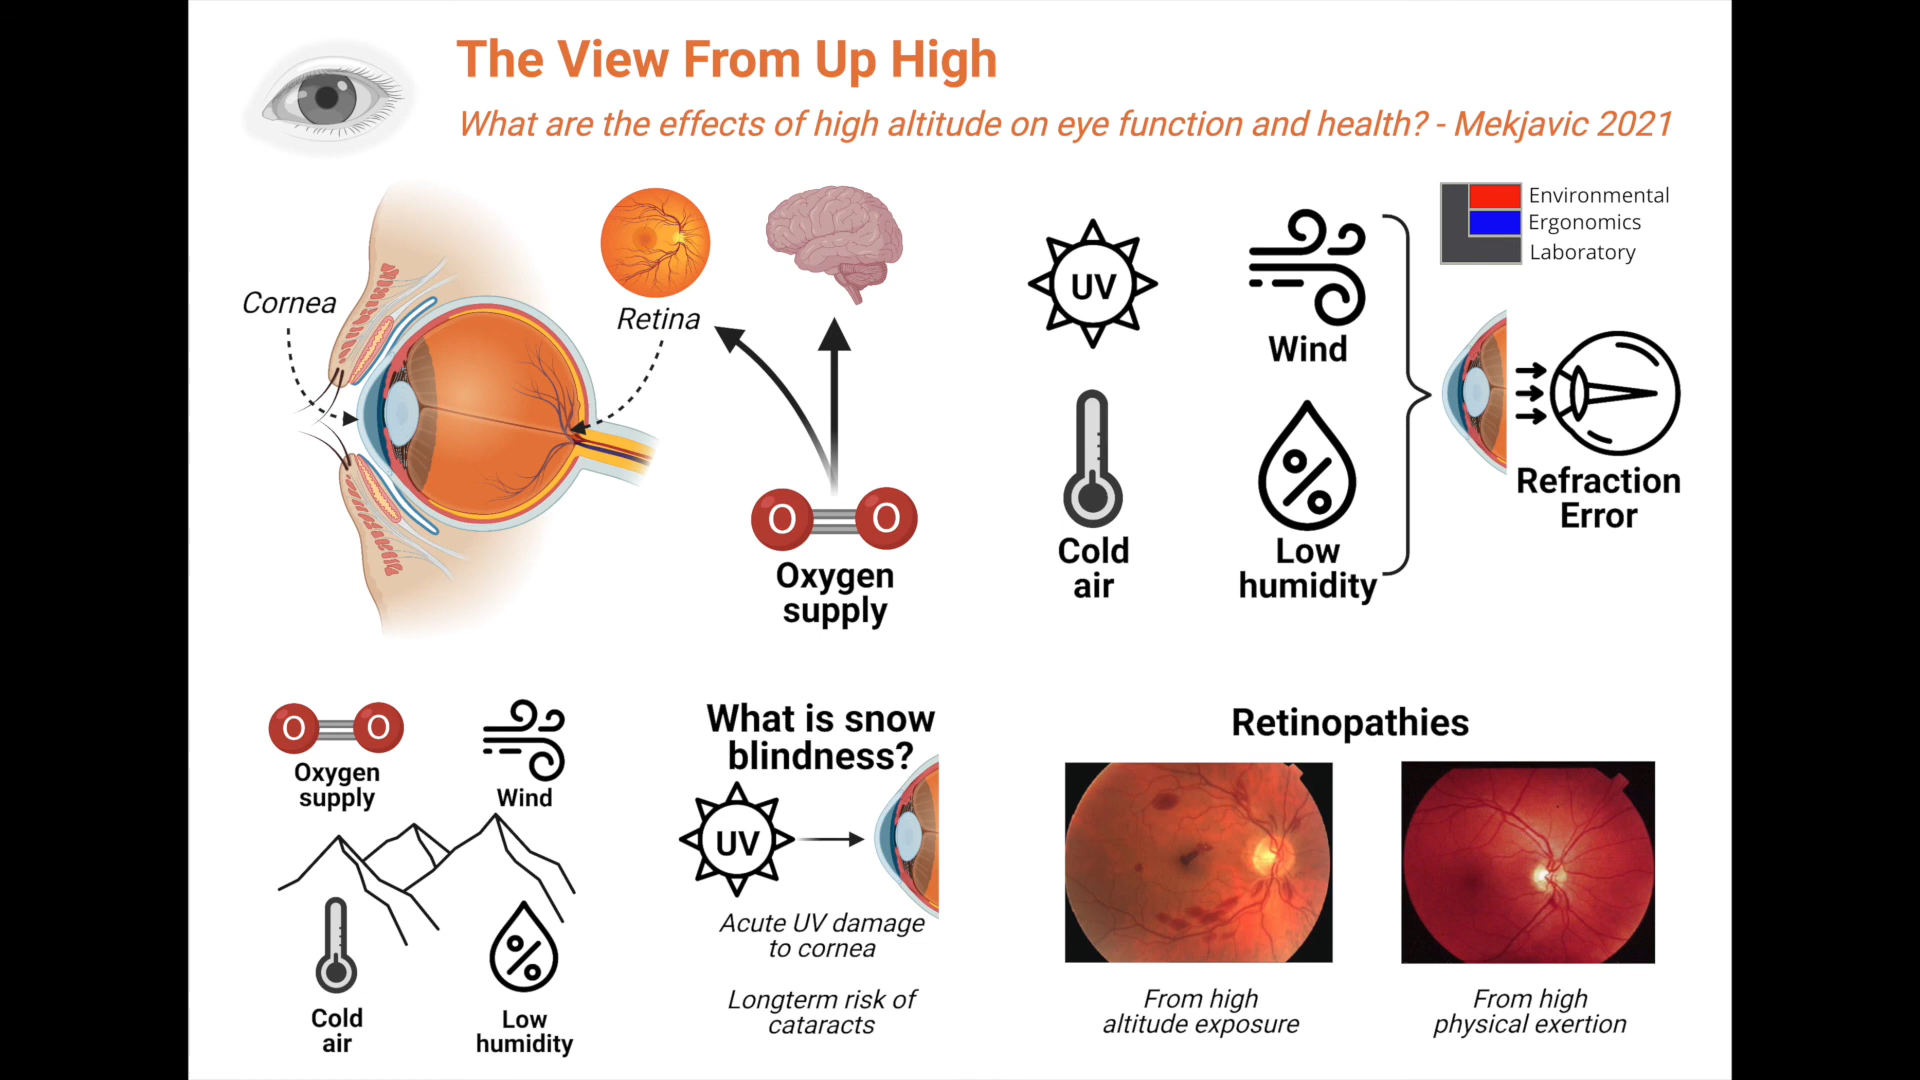 The View From Up High
What are the effects of high altitude on eye function and health? - Mekjavic 2021
Cornea
Retina
O
O
Oxygen
supply
UV
Wind
Cold
air
Low
humidity
%
Environmental
Ergonomics
Laboratory
Refraction
Error
O
O
Oxygen
supply
Wind
Cold
air
%
Low
humidity
What is snow
blindness?
UV
Acute UV damage
to cornea
Longterm risk of
cataracts
Retinopathies
From high
altitude exposure
From high
physical exertion